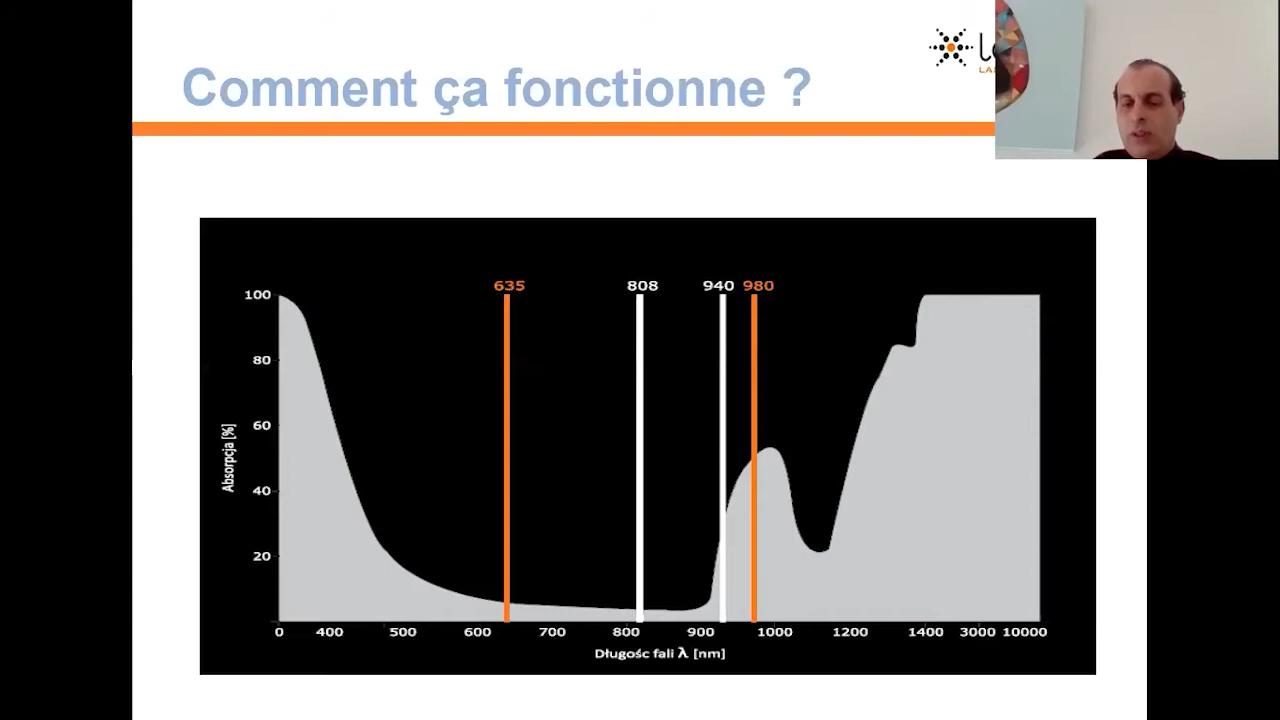 Comment ça fonctionne ?
635 808 940 980
100
80
60
40
20
Absorpcja [%]
0 400 500 600 700 800 900 1000 1200 1400 3000 10000
Długośc fali λ [nm]